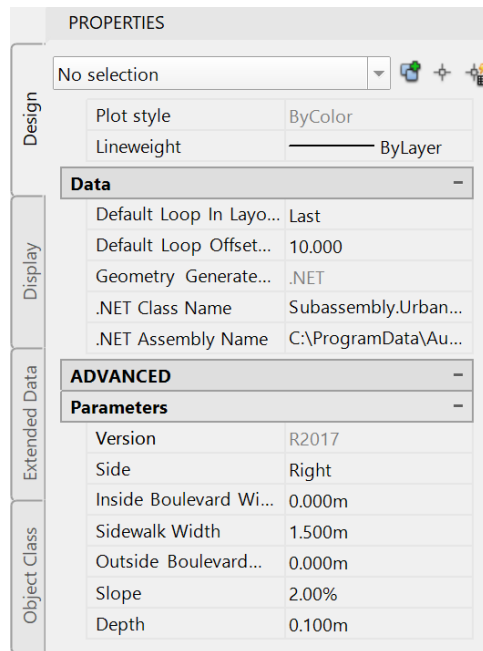 PROPERTIES
No selection
Design
Display
Extended Data
Object Class
Plot style ByColor
Lineweight ByLayer
Data
Default Loop In Layo... Last
Default Loop Offset... 10.000
Geometry Generate... .NET
.NET Class Name Subassembly.Urban...
.NET Assembly Name C:\ProgramData\Au...
ADVANCED
Parameters
Version R2017
Side Right
Inside Boulevard Wi... 0.000m
Sidewalk Width 1.500m
Outside Boulevard... 0.000m
Slope 2.00%
Depth 0.100m